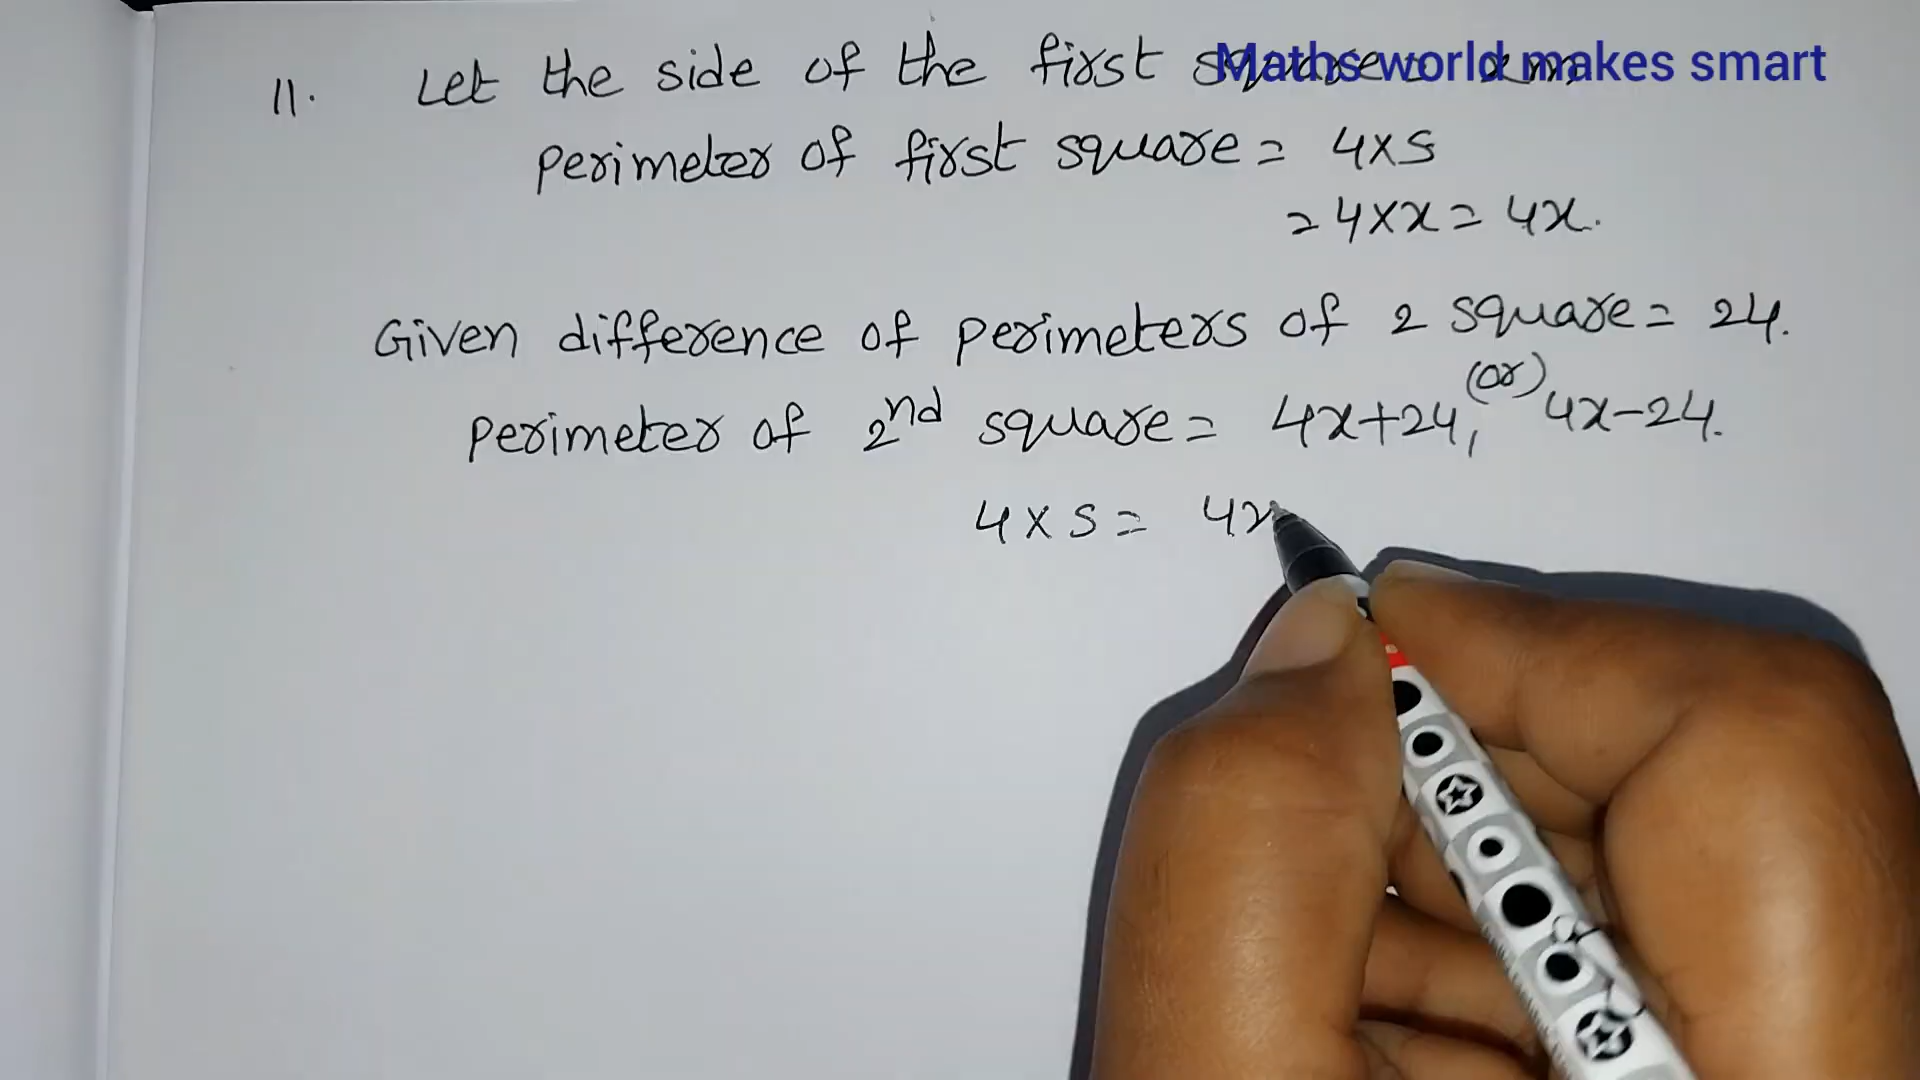 Maths world makes smart
11. Let the side of the first square = x m
perimeter of first square = 4×s
= 4×x = 4x.
Given difference of perimeters of 2 square = 24.
perimeter of 2nd square = 4x+24, (or) 4x-24.
4×s = 4x